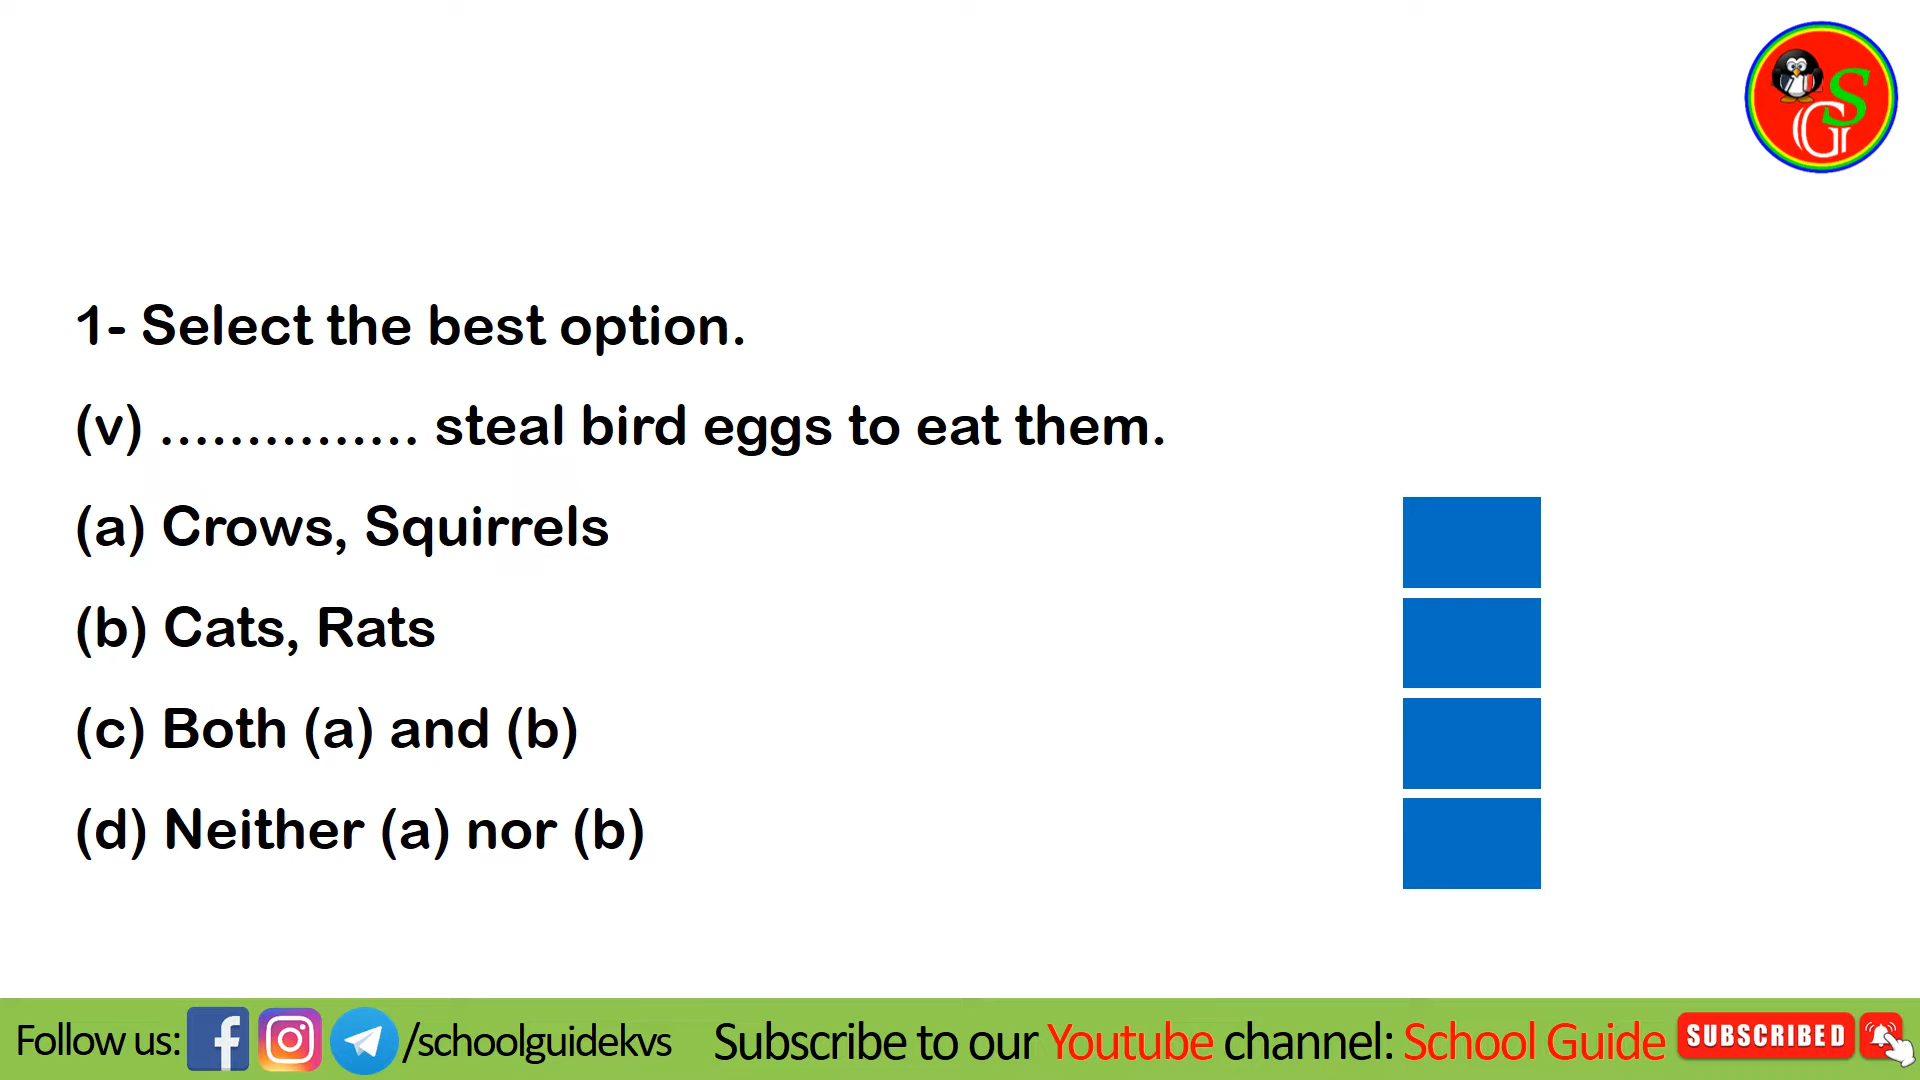 S
G
1- Select the best option.
(v) ............... steal bird eggs to eat them.
(a) Crows, Squirrels
(b) Cats, Rats
(c) Both (a) and (b)
(d) Neither (a) nor (b)
Follow us: /schoolguidekvs Subscribe to our Youtube channel: School Guide SUBSCRIBED